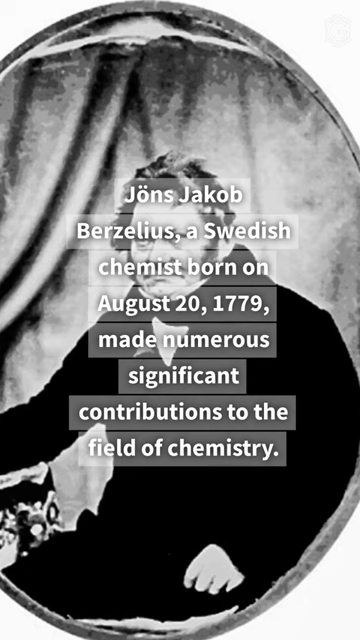 Jöns Jakob
Berzelius, a Swedish
chemist born on
August 20, 1779,
made numerous
significant
contributions to the
field of chemistry.